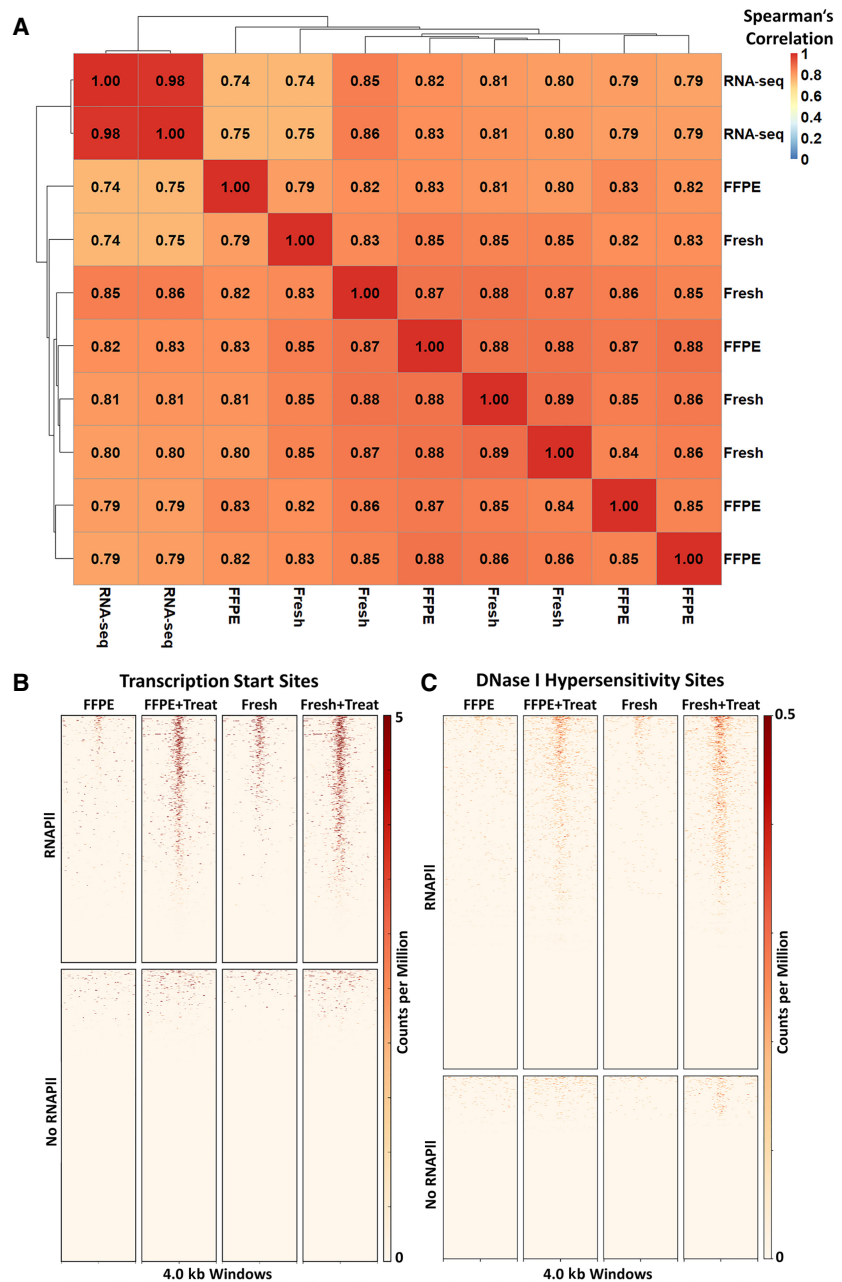 A
Spearman's
Correlation
1
0.8
0.6
0.4
0.2
0
1.00 0.98 0.74 0.74 0.85 0.82 0.81 0.80 0.79 0.79 RNA-seq
0.98 1.00 0.75 0.75 0.86 0.83 0.81 0.80 0.79 0.79 RNA-seq
0.74 0.75 1.00 0.79 0.82 0.83 0.81 0.80 0.83 0.82 FFPE
0.74 0.75 0.79 1.00 0.83 0.85 0.85 0.85 0.82 0.83 Fresh
0.85 0.86 0.82 0.83 1.00 0.87 0.88 0.87 0.86 0.85 Fresh
0.82 0.83 0.83 0.85 0.87 1.00 0.88 0.88 0.87 0.88 FFPE
0.81 0.81 0.81 0.85 0.88 0.88 1.00 0.89 0.85 0.86 Fresh
0.80 0.80 0.80 0.85 0.87 0.88 0.89 1.00 0.84 0.86 Fresh
0.79 0.79 0.83 0.82 0.86 0.87 0.85 0.84 1.00 0.85 FFPE
0.79 0.79 0.82 0.83 0.85 0.88 0.86 0.86 0.85 1.00 FFPE
RNA-seq RNA-seq FFPE Fresh Fresh FFPE Fresh Fresh FFPE FFPE
B
Transcription Start Sites
FFPE FFPE+Treat Fresh Fresh+Treat
5
RNAPII
Counts per Million
No RNAPII
0
4.0 kb Windows
C
DNase I Hypersensitivity Sites
FFPE FFPE+Treat Fresh Fresh+Treat
0.5
RNAPII
Counts per Million
No RNAPII
0
4.0 kb Windows